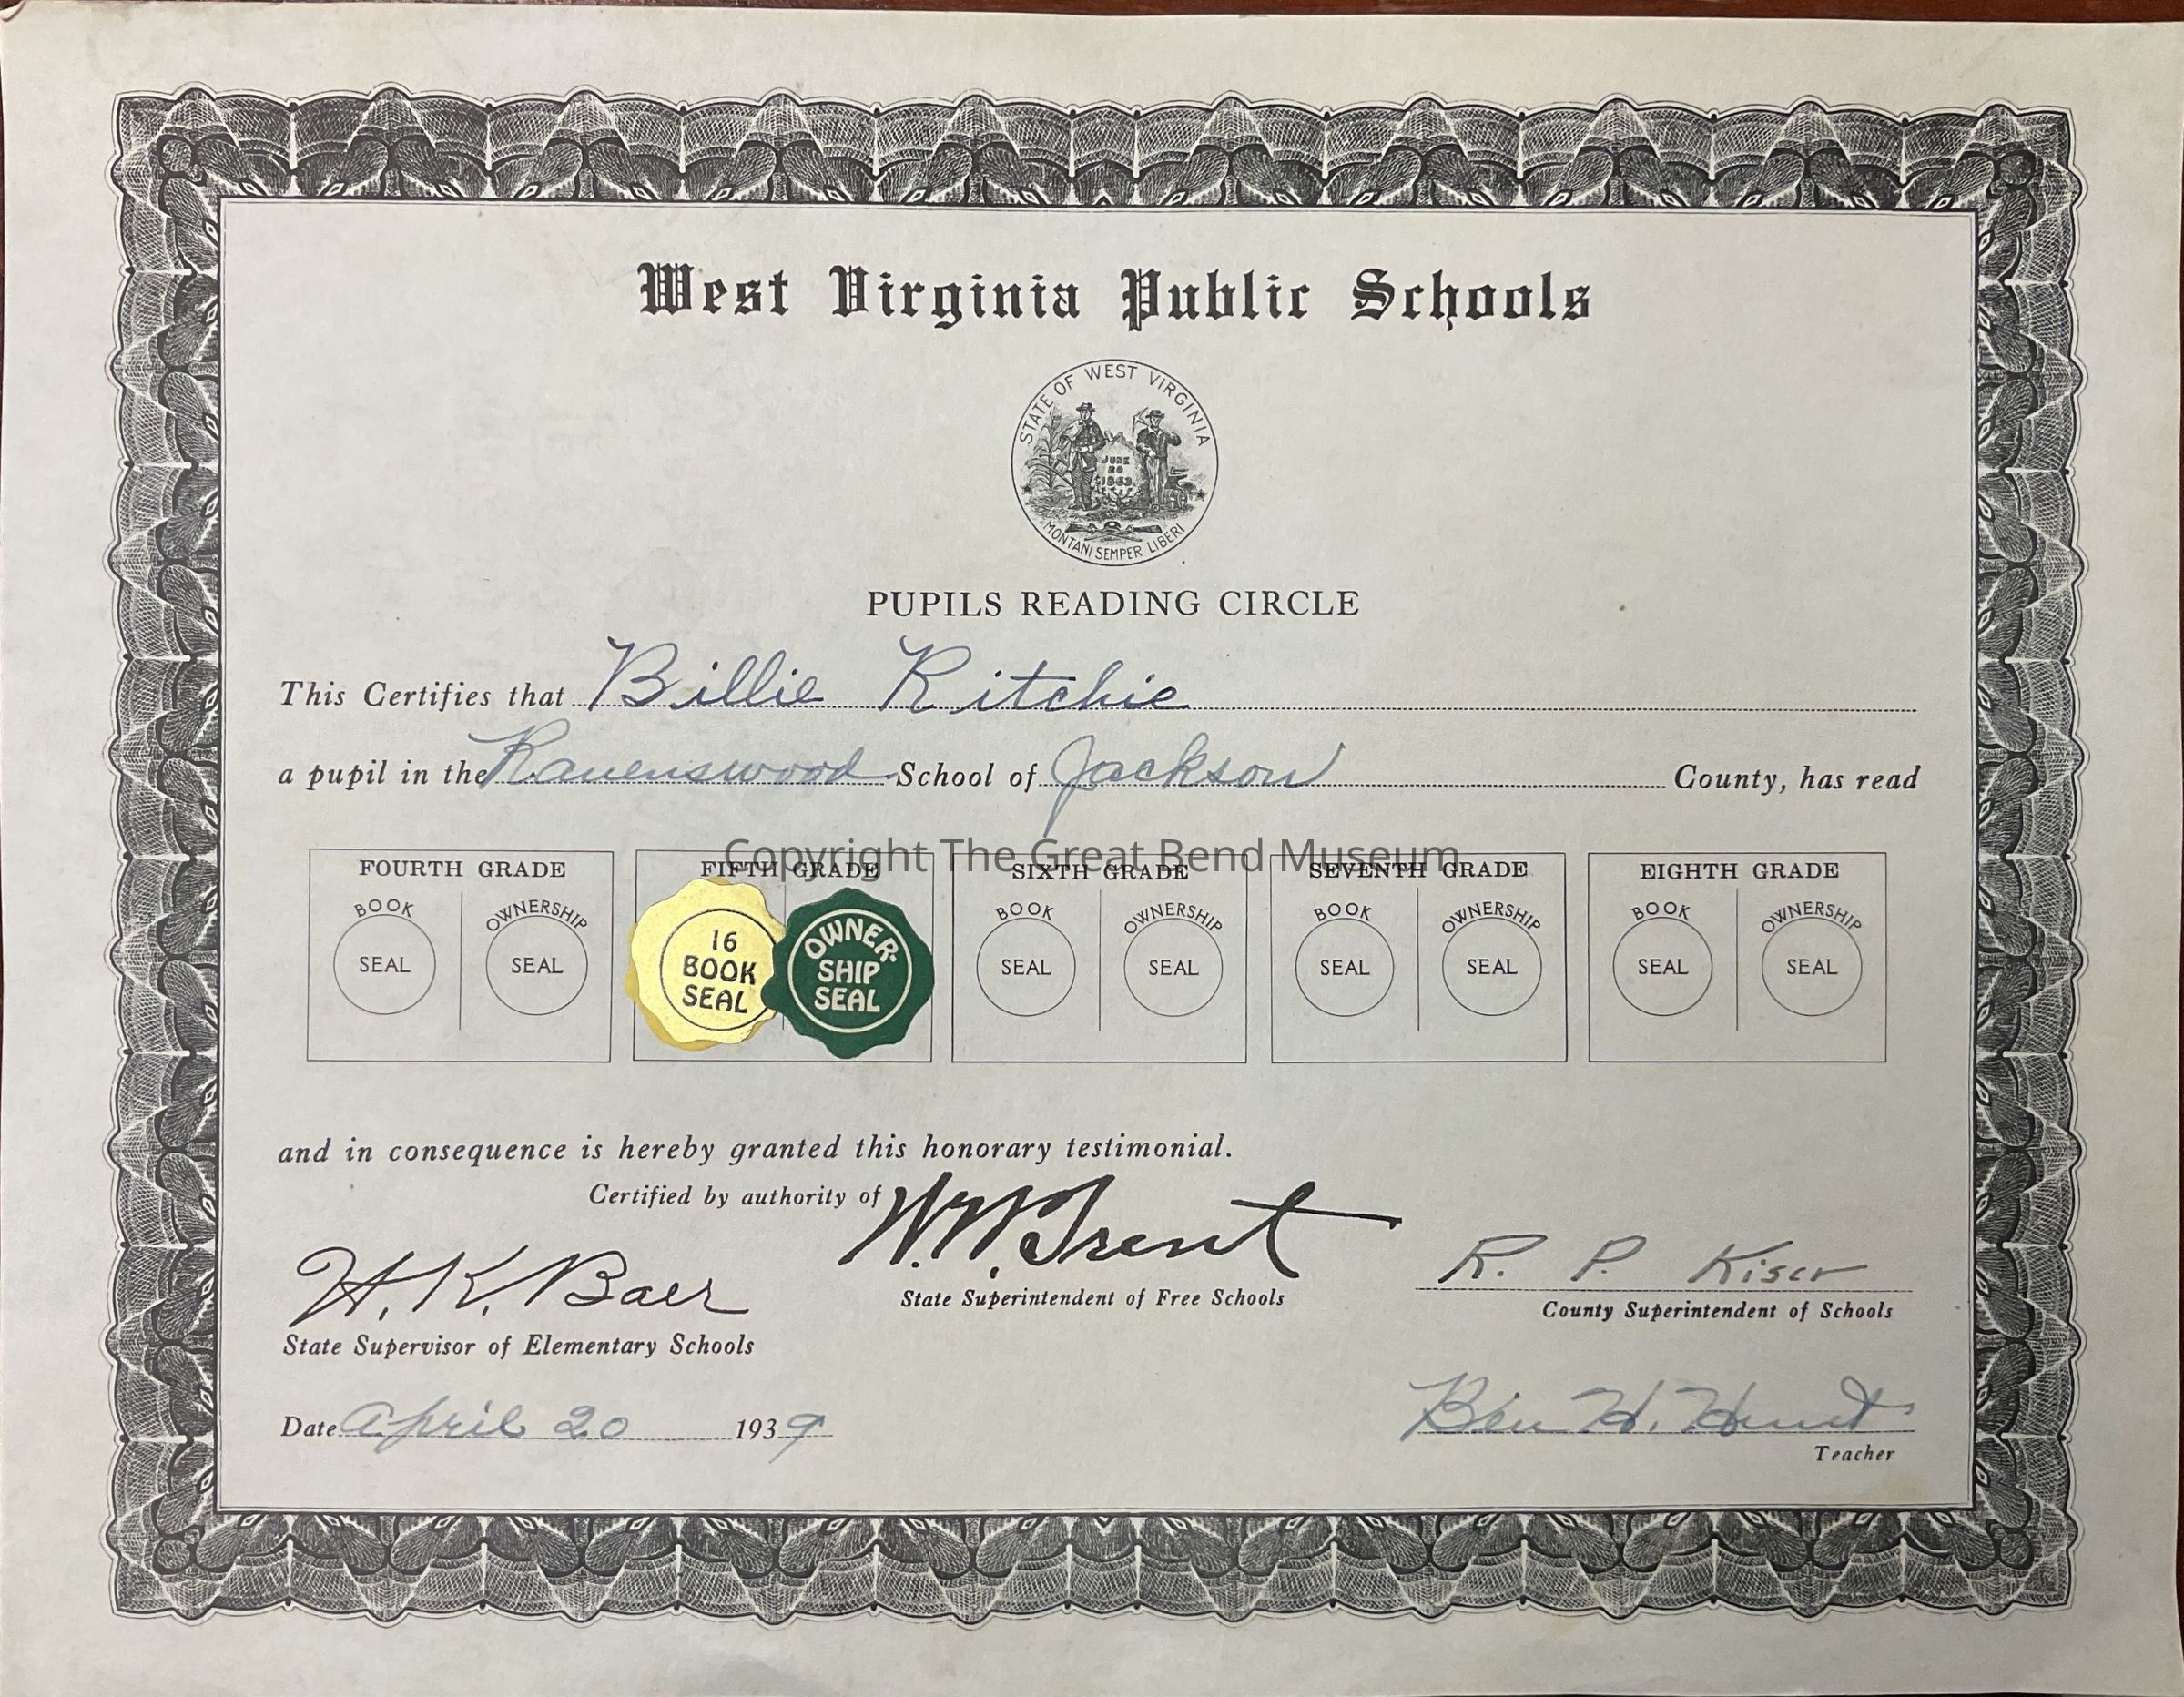 West Virginia Public Schools
STATE OF WEST VIRGINIA
JUNE
20
1863
MONTANI SEMPER LIBERI
PUPILS READING CIRCLE
This Certifies that Billie Ritchie
a pupil in the Ravenswood School of Jackson County, has read
Copyright The Great Bend Museum
FOURTH GRADE FIFTH GRADE SIXTH GRADE SEVENTH GRADE EIGHTH GRADE
BOOK OWNERSHIP 16 OWNER- BOOK OWNERSHIP BOOK OWNERSHIP BOOK OWNERSHIP
SEAL SEAL BOOK SHIP SEAL SEAL SEAL SEAL SEAL SEAL
SEAL SEAL
and in consequence is hereby granted this honorary testimonial.
Certified by authority of W. W. Trent
State Superintendent of Free Schools
H. K. Baer
State Supervisor of Elementary Schools
R. P. Kiser
County Superintendent of Schools
Date April 20 1939
Ben H. Hunt
Teacher